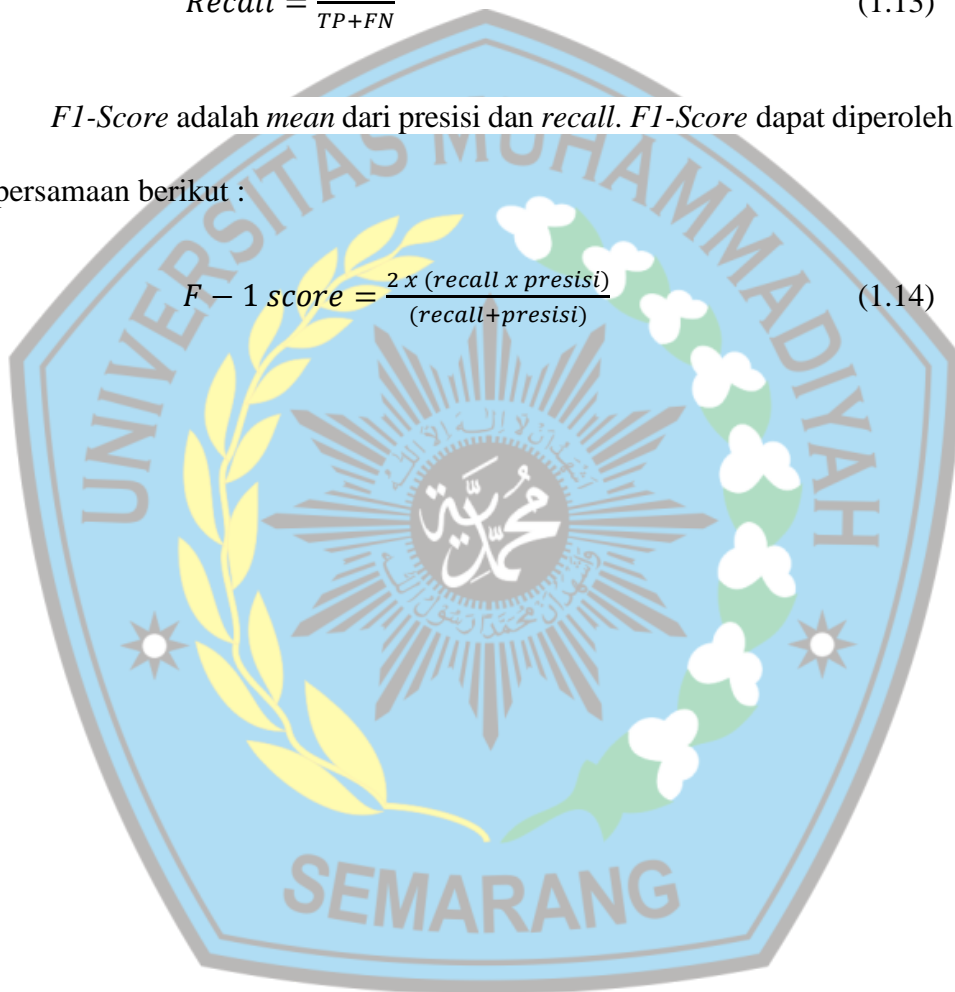 Recall = / TP+FN (1.13)
F1-Score adalah mean dari presisi dan recall. F1-Score dapat diperoleh
persamaan berikut :
F − 1 score = 2 x (recall x presisi) / (recall+presisi) (1.14)
UNIVERSITAS MUHAMMADIYAH
محمدية
SEMARANG